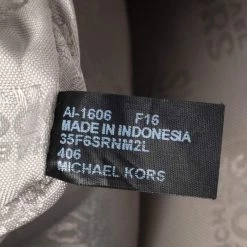 AI-1606 F16
MADE IN INDONESIA
35F6SRNM2L
406
MICHAEL KORS